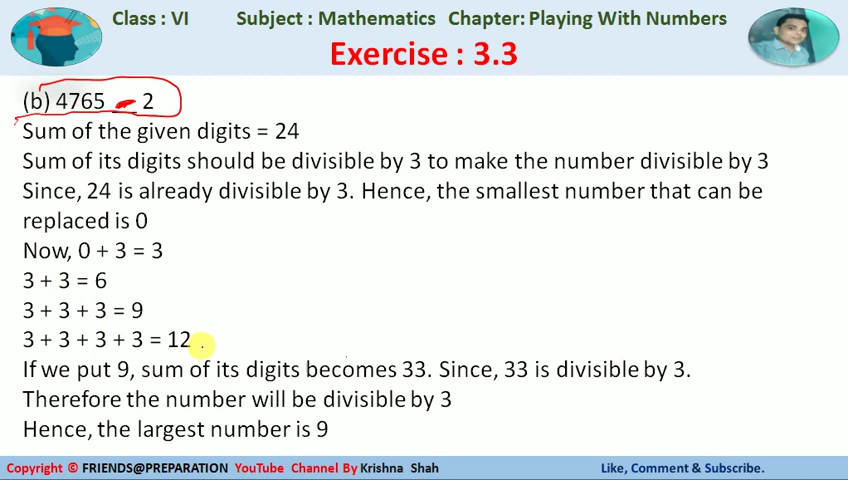 Class : VI Subject : Mathematics Chapter: Playing With Numbers
Exercise : 3.3
(b) 4765 __ 2
Sum of the given digits = 24
Sum of its digits should be divisible by 3 to make the number divisible by 3
Since, 24 is already divisible by 3. Hence, the smallest number that can be
replaced is 0
Now, 0 + 3 = 3
3 + 3 = 6
3 + 3 + 3 = 9
3 + 3 + 3 + 3 = 12
If we put 9, sum of its digits becomes 33. Since, 33 is divisible by 3.
Therefore the number will be divisible by 3
Hence, the largest number is 9
Copyright © FRIENDS@PREPARATION YouTube Channel By Krishna Shah Like, Comment & Subscribe.